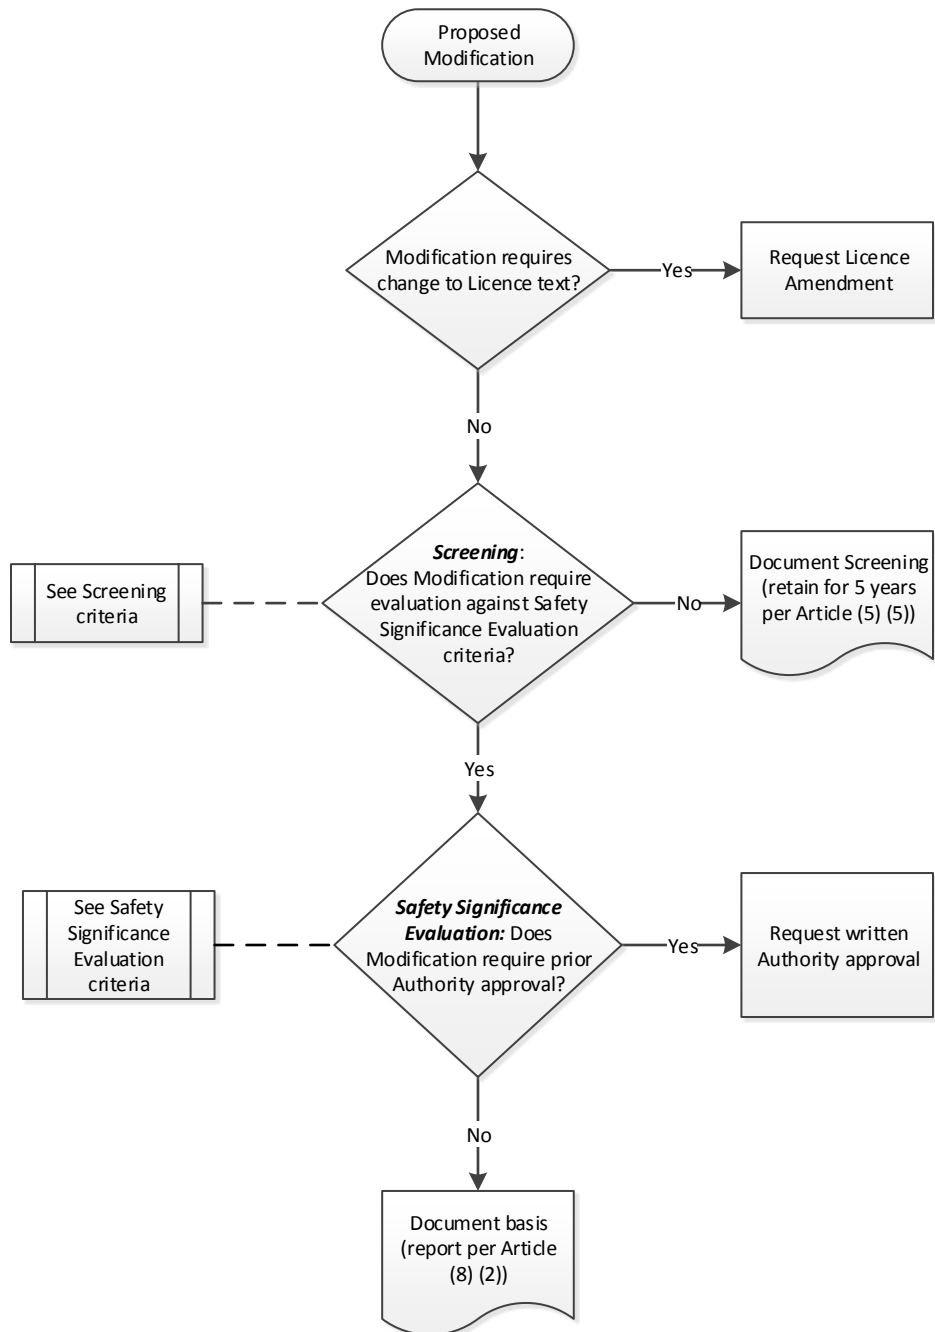 Proposed
Modification
Modification requires
change to Licence text?
Yes
Request Licence
Amendment
No
See Screening
criteria
Screening:
Does Modification require
evaluation against Safety
Significance Evaluation
criteria?
No
Document Screening
(retain for 5 years
per Article (5) (5))
Yes
See Safety
Significance
Evaluation
criteria
Safety Significance
Evaluation: Does
Modification require prior
Authority approval?
Yes
Request written
Authority approval
No
Document basis
(report per Article
(8) (2))